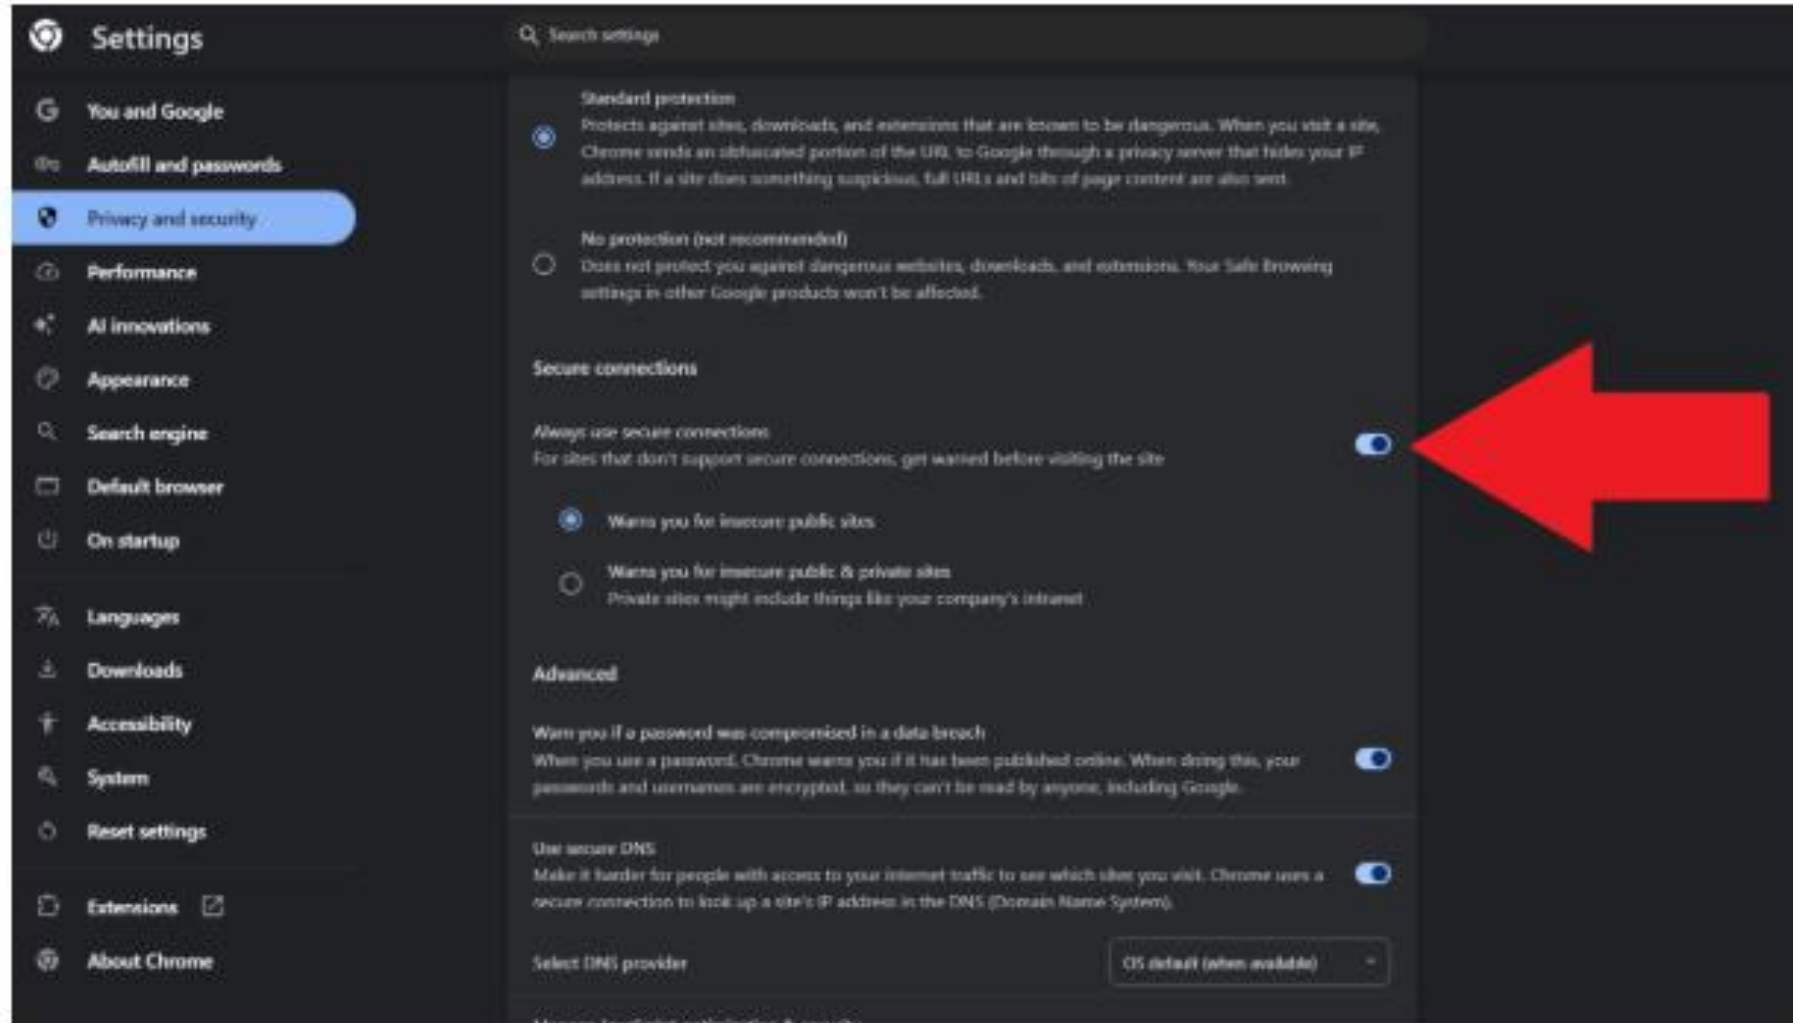 Settings
Search settings
You and Google
Autofill and passwords
Privacy and security
Performance
AI innovations
Appearance
Search engine
Default browser
On startup
Languages
Downloads
Accessibility
System
Reset settings
Extensions
About Chrome
Standard protection
Protects against sites, downloads, and extensions that are known to be dangerous. When you visit a site,
Chrome sends an obfuscated portion of the URL to Google through a privacy server that hides your IP
address. If a site does something suspicious, full URLs and bits of page content are also sent.
No protection (not recommended)
Does not protect you against dangerous websites, downloads, and extensions. Your Safe Browsing
settings in other Google products won't be affected.
Secure connections
Always use secure connections
For sites that don't support secure connections, get warned before visiting the site
Warns you for insecure public sites
Warns you for insecure public & private sites
Private sites might include things like your company's intranet
Advanced
Warn you if a password was compromised in a data breach
When you use a password, Chrome warns you if it has been published online. When doing this, your
passwords and usernames are encrypted, so they can't be read by anyone, including Google.
Use secure DNS
Make it harder for people with access to your internet traffic to see which sites you visit. Chrome uses a
secure connection to look up a site's IP address in the DNS (Domain Name System).
Select DNS provider
OS default (when available)